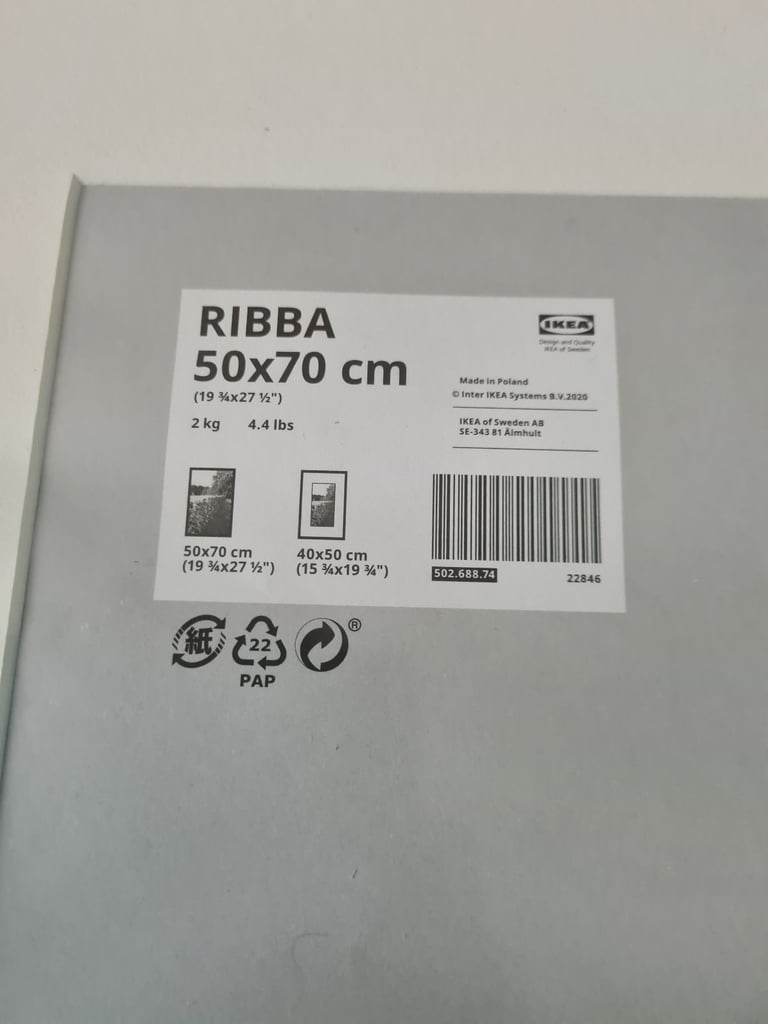 RIBBA
50x70 cm
(19 ¾x27 ½")
2 kg 4.4 lbs
IKEA
Design and Quality
IKEA of Sweden
Made in Poland
© Inter IKEA Systems B.V.2020
IKEA of Sweden AB
SE-343 81 Älmhult
50x70 cm
(19 ¾x27 ½")
40x50 cm
(15 ¾x19 ¾")
502.688.74
22846
紙
22
PAP
®